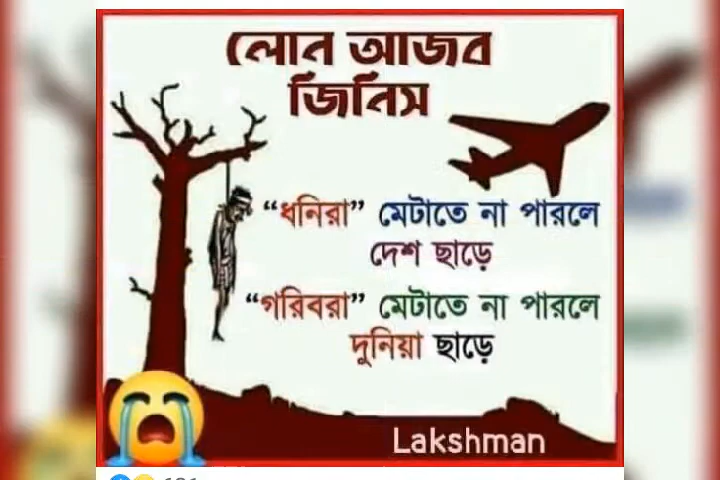 লোন আজব
জিনিস
“ধনিরা” মেটাতে না পারলে
দেশ ছাড়ে
“গরিবরা” মেটাতে না পারলে
দুনিয়া ছাড়ে
Lakshman